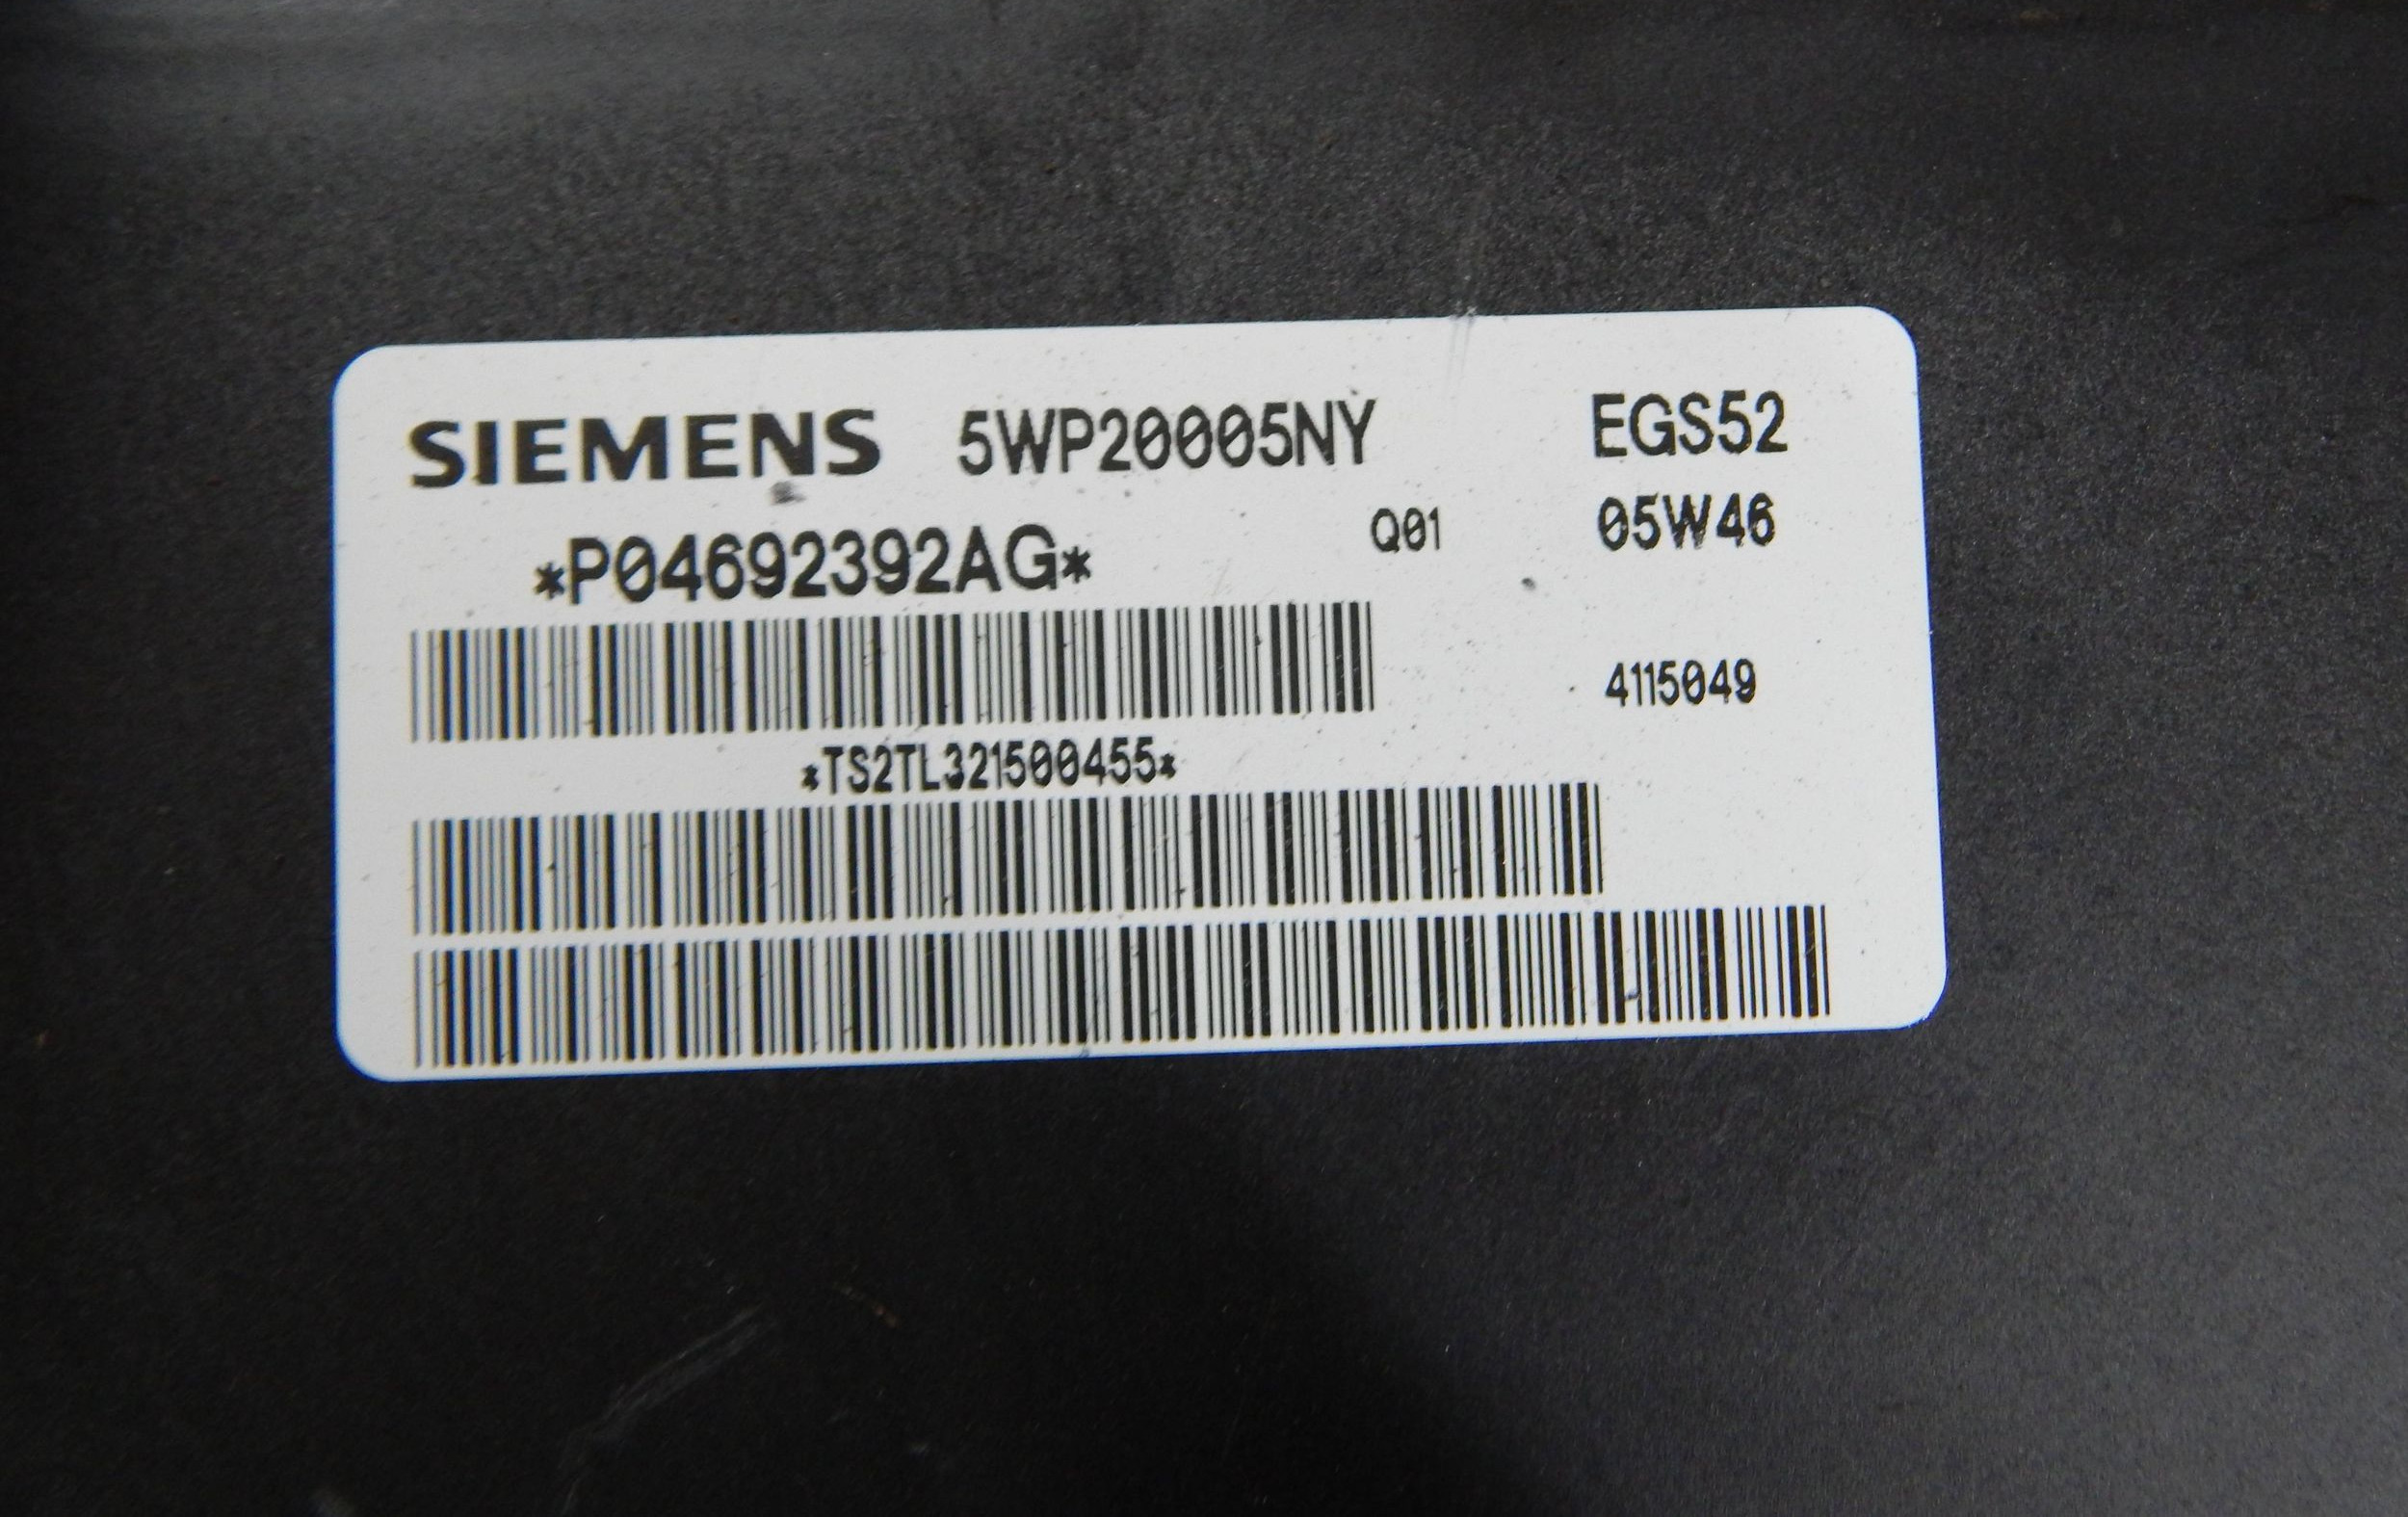 SIEMENS 5WP20005NY EGS52
*P04692392AG* Q01 05W46
4115049
*TS2TL321500455*